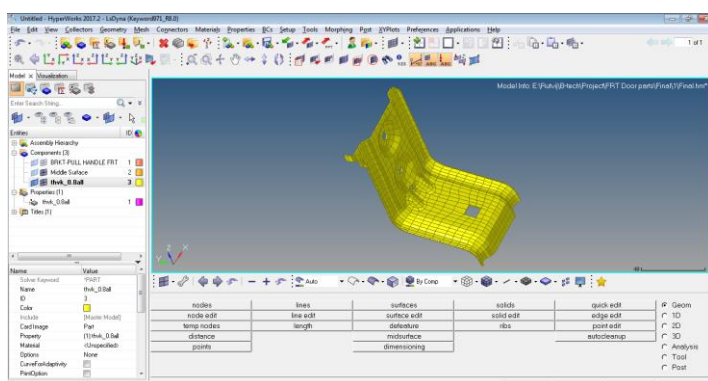 Untitled - HyperWorks 2017.2 - LsDyna (Keyword971_R8.0)
File Edit View Collectors Geometry Mesh Connectors Materials Properties BCs Setup Tools Morphing Post XYPlots Preferences Applications Help
1 of 1
Model Visualization
Model Info: E:\Rutvij\B-tech\Project\FRT Door parts\Final\1\Final.hm*
Enter Search String...
Entities ID
Assembly Hierarchy
Components (3)
BRKT-PULL HANDLE FRT 1
Middle Surface 2
thvk_0.8all 3
Properties (1)
thvk_0.8all 1
Titles (1)
Z X
Y
Name Value
Solver Keyword *PART
Name thvk_0.8all
ID 3
Color
Include [Master Model]
Card Image Part
Property (1) thvk_0.8all
Material <Unspecified>
Options None
CurveForAdaptivity
PrintOption
Auto By Comp
nodes lines surfaces solids quick edit Geom
node edit line edit surface edit solid edit edge edit 1D
temp nodes length defeature ribs point edit 2D
distance midsurface autocleanup 3D
points dimensioning Analysis
Tool
Post